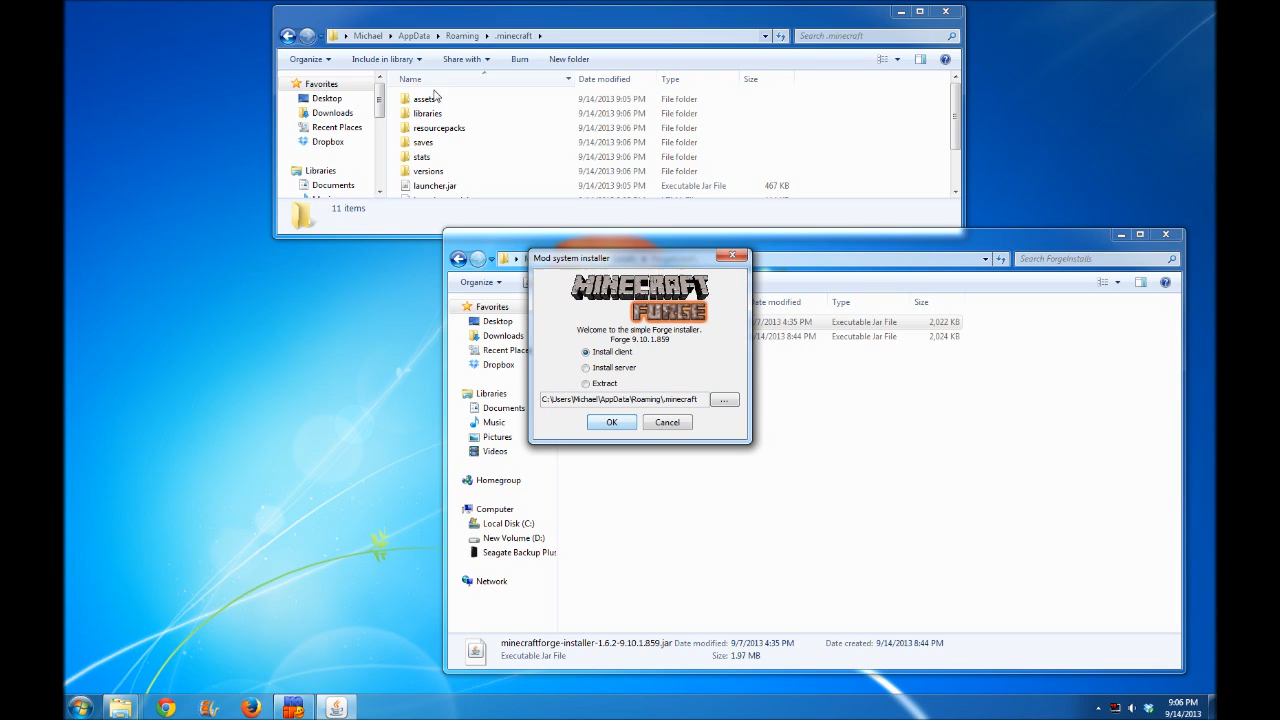 Michael AppData Roaming .minecraft Search .minecraft
Organize Include in library Share with Burn New folder
Name Date modified Type Size
Favorites
Desktop
Downloads
Recent Places
Dropbox
Libraries
Documents
assets 9/14/2013 9:05 PM File folder
libraries 9/14/2013 9:06 PM File folder
resourcepacks 9/14/2013 9:06 PM File folder
saves 9/14/2013 9:06 PM File folder
stats 9/14/2013 9:06 PM File folder
versions 9/14/2013 9:06 PM File folder
launcher.jar 9/14/2013 9:05 PM Executable Jar File 467 KB
11 items
Search ForgeInstalls
Organize
Favorites
Desktop
Downloads
Recent Place
Dropbox
Libraries
Documents
Music
Pictures
Videos
Homegroup
Computer
Local Disk (C:)
New Volume (D:)
Seagate Backup Plus
Network
Date modified Type Size
9/7/2013 4:35 PM Executable Jar File 2,022 KB
9/14/2013 8:44 PM Executable Jar File 2,024 KB
Mod system installer
MINECRAFT
FORGE
Welcome to the simple Forge installer.
Forge 9.10.1.859
Install client
Install server
Extract
C:\Users\Michael\AppData\Roaming\.minecraft ...
OK Cancel
minecraftforge-installer-1.6.2-9.10.1.859.jar Date modified: 9/7/2013 4:35 PM Date created: 9/14/2013 8:44 PM
Executable Jar File Size: 1.97 MB
9:06 PM
9/14/2013